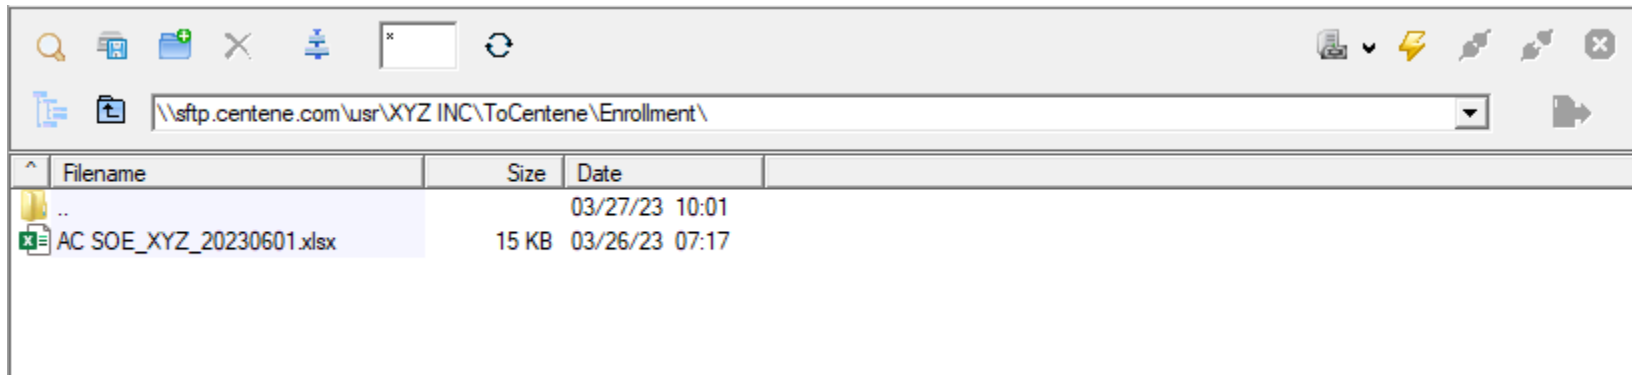 *
\\sftp.centene.com\usr\XYZ INC\ToCentene\Enrollment\
^ Filename Size Date
.. 03/27/23 10:01
AC SOE_XYZ_20230601.xlsx 15 KB 03/26/23 07:17